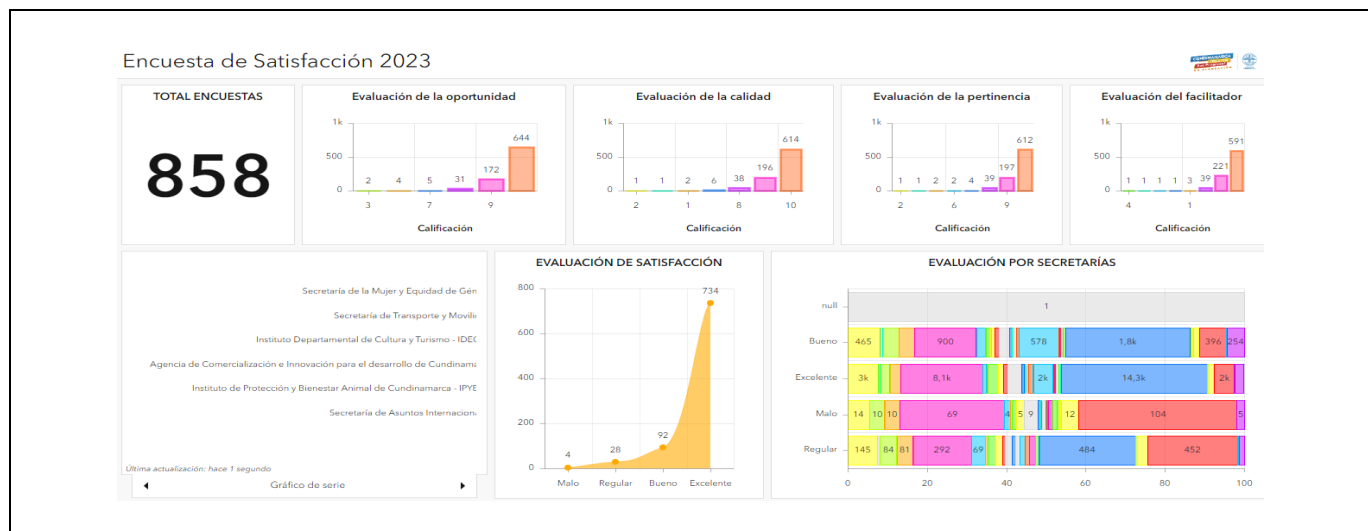 Encuesta de Satisfacción 2023
TOTAL ENCUESTAS
858
Evaluación de la oportunidad
1k
500
0
2 4 5 31 172 644
3 7 9
Calificación
Evaluación de la calidad
1k
500
0
1 1 2 6 38 196 614
2 1 8 10
Calificación
Evaluación de la pertinencia
1k
500
0
1 1 2 2 4 39 197 612
2 6 9
Calificación
Evaluación del facilitador
1k
500
0
1 1 1 1 3 39 221 591
4 1
Calificación
Secretaría de la Mujer y Equidad de Gén
Secretaría de Transporte y Movili
Instituto Departamental de Cultura y Turismo - IDEC
Agencia de Comercialización e Innovación para el desarrollo de Cundinama
Instituto de Protección y Bienestar Animal de Cundinamarca - IPYB
Secretaría de Asuntos Internacion
Última actualización: hace 1 segundo
Gráfico de serie
EVALUACIÓN DE SATISFACCIÓN
800
600
400
200
0
4 28 92 734
Malo Regular Bueno Excelente
EVALUACIÓN POR SECRETARÍAS
null 1
Bueno 465 900 578 1,8k 396 254
Excelente 3k 8,1k 2k 14,3k 2k
Malo 14 10 10 69 4 5 9 12 104 5
Regular 145 84 81 292 69 484 452
0 20 40 60 80 100